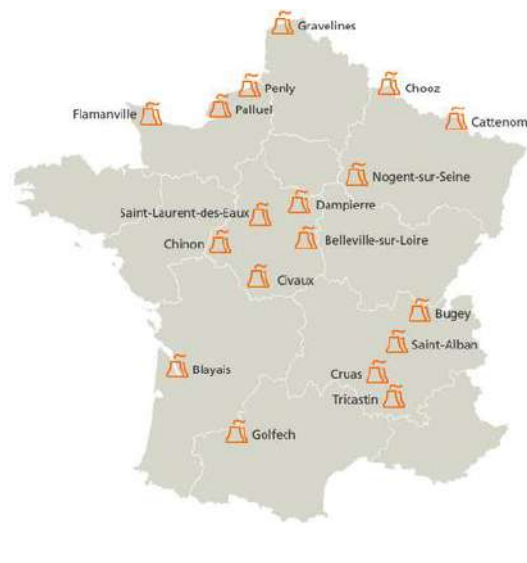 Gravelines
Penly
Chooz
Flamanville
Palluel
Cattenom
Nogent-sur-Seine
Saint-Laurent-des-Eaux
Dampierre
Chinon
Belleville-sur-Loire
Civaux
Bugey
Saint-Alban
Blayais
Cruas
Tricastin
Golfech